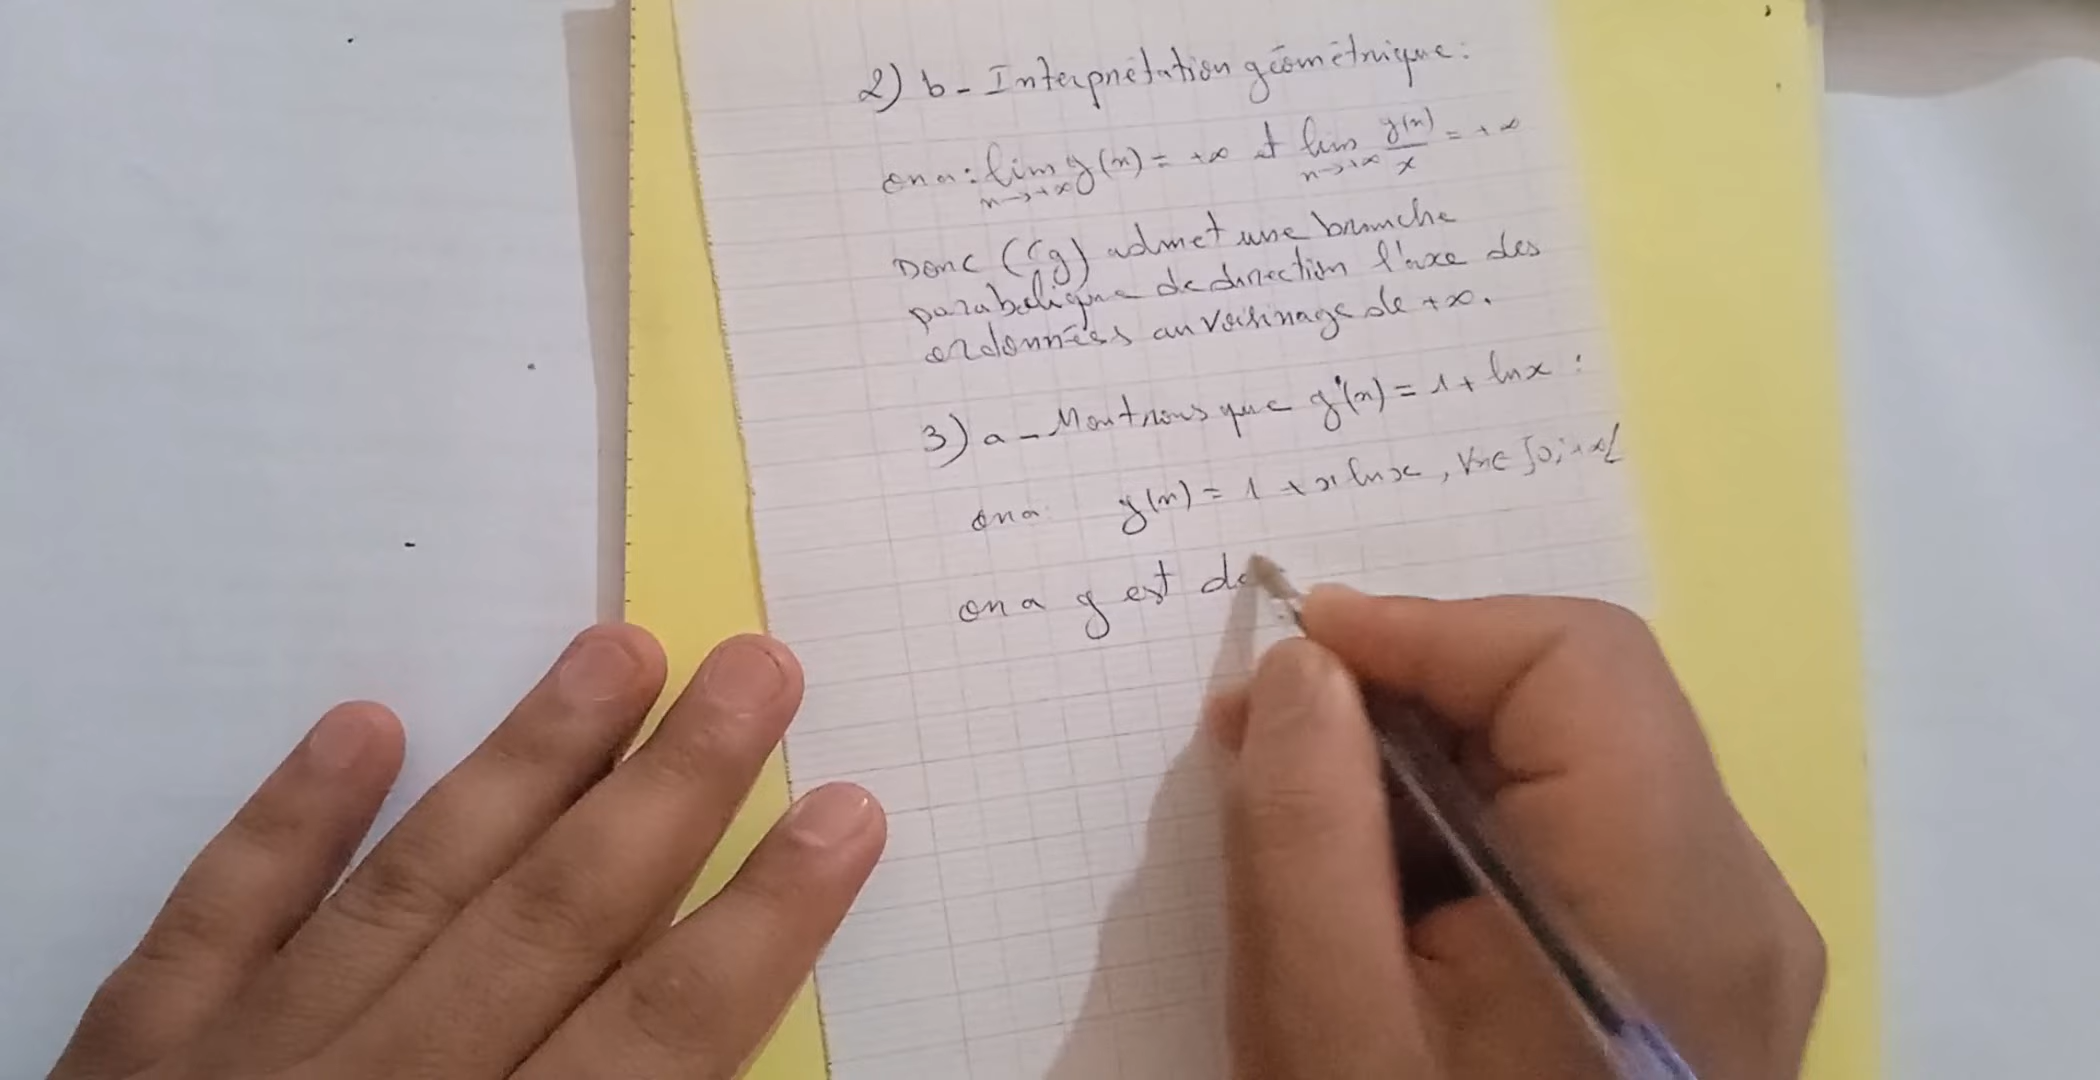 2) b - Interprétation géométrique :
on a : lim g(x) = +∞ et lim g(x)/x = +∞
x→+∞ x→+∞
Donc (Cg) admet une branche
parabolique de direction l'axe des
ordonnées au voisinage de +∞.
3) a - Montrons que g'(x) = 1 + ln x :
on a g(x) = 1 + x ln x, ∀x∈]0;+∞[
on a g est dé